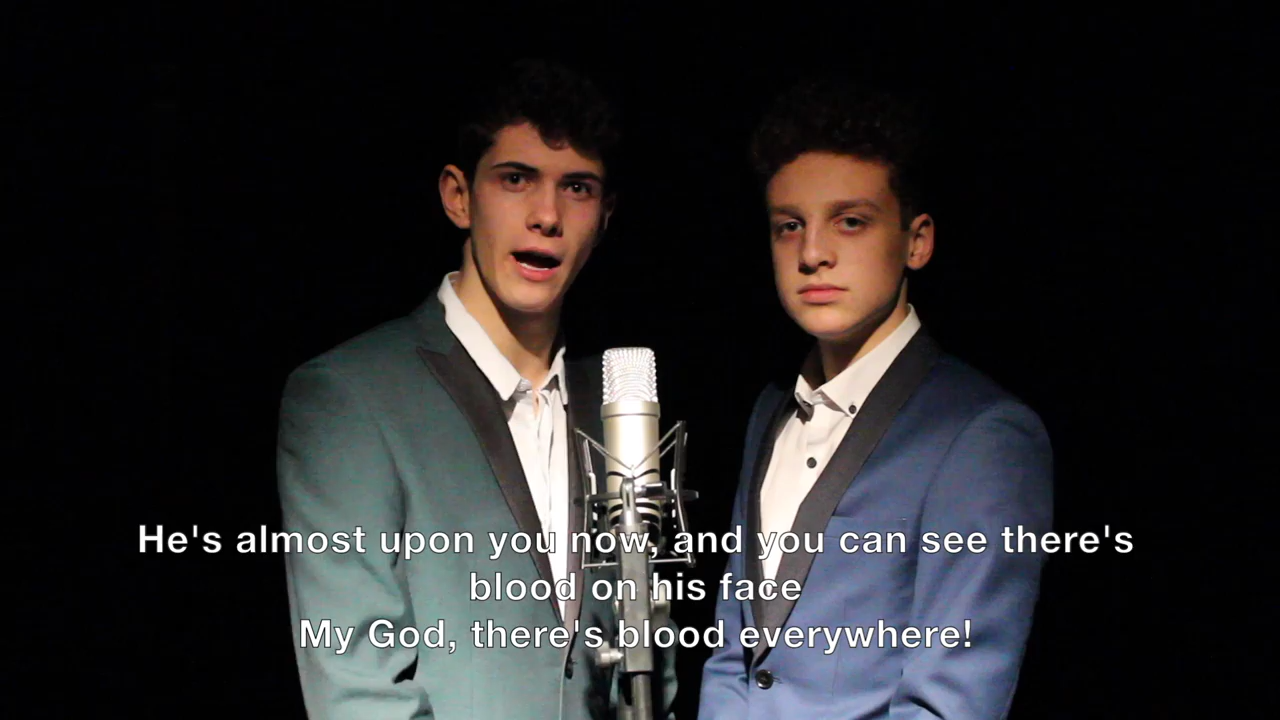 He's almost upon you now, and you can see there's
blood on his face
My God, there's blood everywhere!